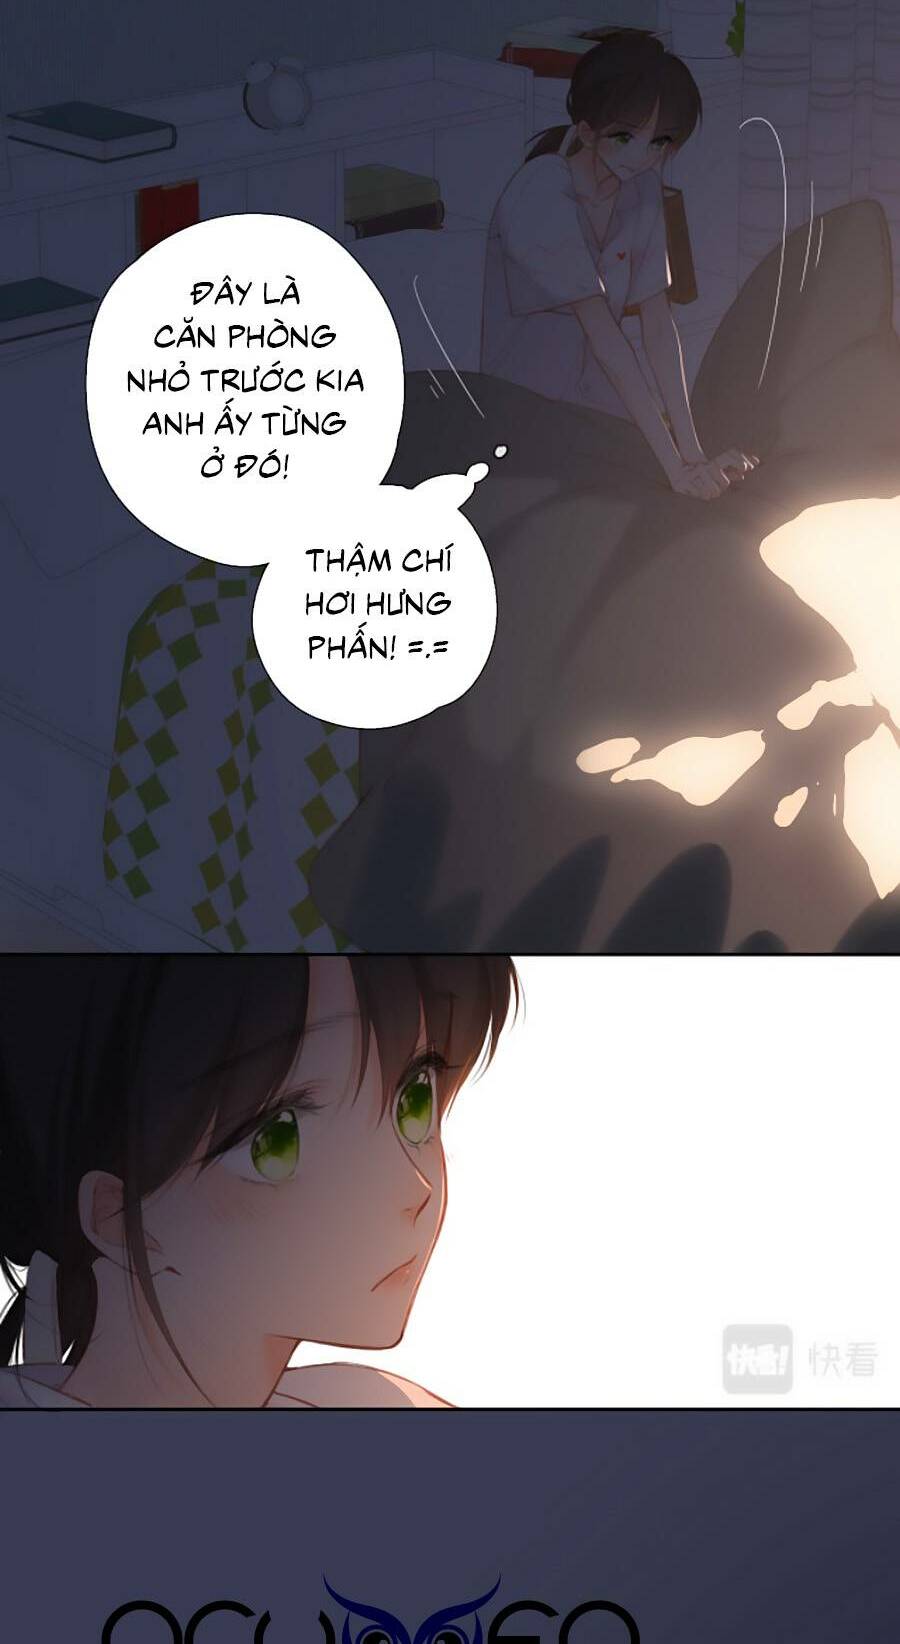 ĐÂY LÀ
CĂN PHÒNG
NHỎ TRƯỚC KIA
ANH ẤY TỪNG
Ở ĐÓ!
THẬM CHÍ
HƠI HƯNG
PHẤN! =.=
快看! 快看